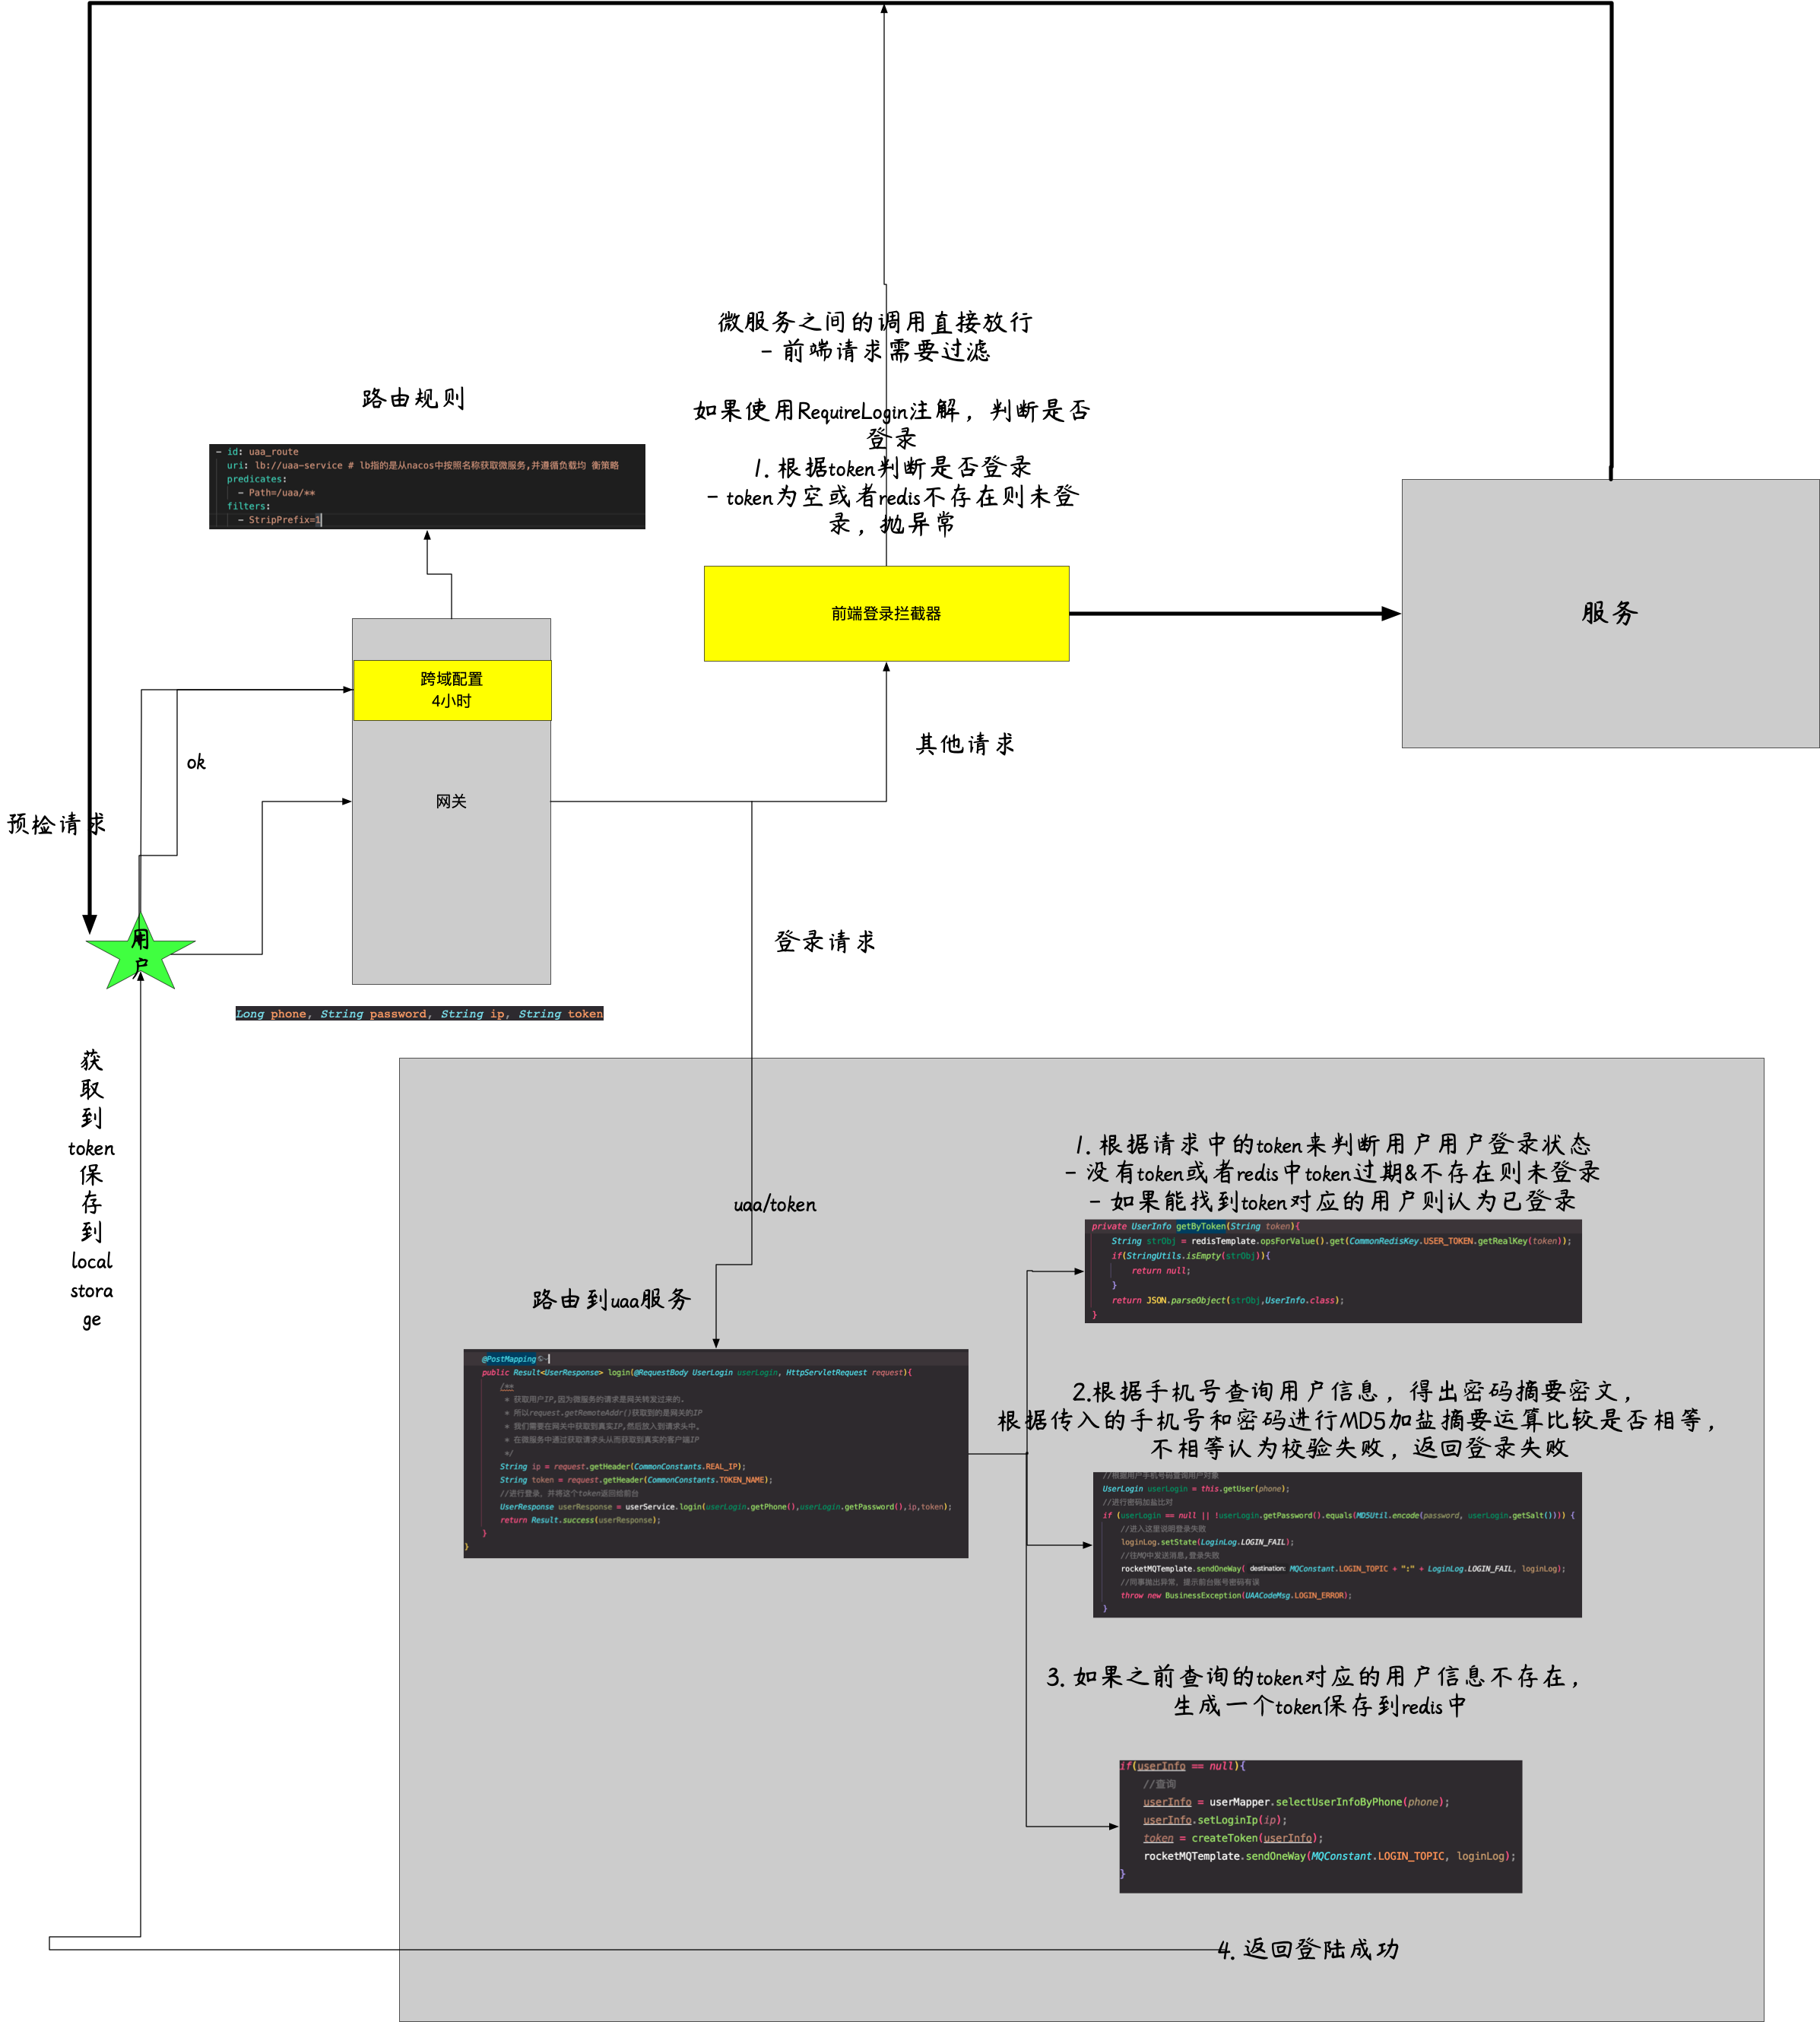 微服务之间的调用直接放行
- 前端请求需要过滤
路由规则
如果使用RequireLogin注解，判断是否
登录
1. 根据token判断是否登录
- token为空或者redis不存在则未登
录，抛异常
- id: uaa_route
uri: lb://uaa-service # lb指的是从nacos中按照名称获取微服务,并遵循负载均 衡策略
predicates:
- Path=/uaa/**
filters:
- StripPrefix=1
前端登录拦截器
服务
跨域配置
4小时
其他请求
ok
网关
预检请求
用
户
登录请求
Long phone, String password, String ip, String token
获
取
到
token
保
存
到
local
stora
ge
1. 根据请求中的token来判断用户用户登录状态
- 没有token或者redis中token过期&不存在则未登录
- 如果能找到token对应的用户则认为已登录
uaa/token
private UserInfo getByToken(String token){
String strObj = redisTemplate.opsForValue().get(CommonRedisKey.USER_TOKEN.getRealKey(token));
if(StringUtils.isEmpty(strObj)){
return null;
}
return JSON.parseObject(strObj,UserInfo.class);
}
路由到uaa服务
@PostMapping
public Result<UserResponse> login(@RequestBody UserLogin userLogin, HttpServletRequest request){
/**
* 获取用户IP,因为微服务的请求是网关转发过来的。
* 所以request.getRemoteAddr()获取到的是网关的IP
* 我们需要在网关中获取到真实IP,然后放入到请求头中。
* 在微服务中通过获取请求头从而获取到真实的客户端IP
*/
String ip = request.getHeader(CommonConstants.REAL_IP);
String token = request.getHeader(CommonConstants.TOKEN_NAME);
//进行登录，并将这个token返回给前台
UserResponse userResponse = userService.login(userLogin.getPhone(),userLogin.getPassword(),ip,token);
return Result.success(userResponse);
}
}
2.根据手机号查询用户信息，得出密码摘要密文，
根据传入的手机号和密码进行MD5加盐摘要运算比较是否相等，
不相等认为校验失败，返回登录失败
//根据用户手机号码查询用户对象
UserLogin userLogin = this.getUser(phone);
//进行密码加盐比对
if (userLogin == null || !userLogin.getPassword().equals(MD5Util.encode(password, userLogin.getSalt()))) {
//进入这里说明登录失败
loginLog.setState(LoginLog.LOGIN_FAIL);
//往MQ中发送消息,登录失败
rocketMQTemplate.sendOneWay( destination: MQConstant.LOGIN_TOPIC + ":" + LoginLog.LOGIN_FAIL, loginLog);
//同事抛出异常，提示前台账号密码有误
throw new BusinessException(UAACodeMsg.LOGIN_ERROR);
}
3. 如果之前查询的token对应的用户信息不存在，
生成一个token保存到redis中
if(userInfo == null){
//查询
userInfo = userMapper.selectUserInfoByPhone(phone);
userInfo.setLoginIp(ip);
token = createToken(userInfo);
rocketMQTemplate.sendOneWay(MQConstant.LOGIN_TOPIC, loginLog);
}
4. 返回登陆成功